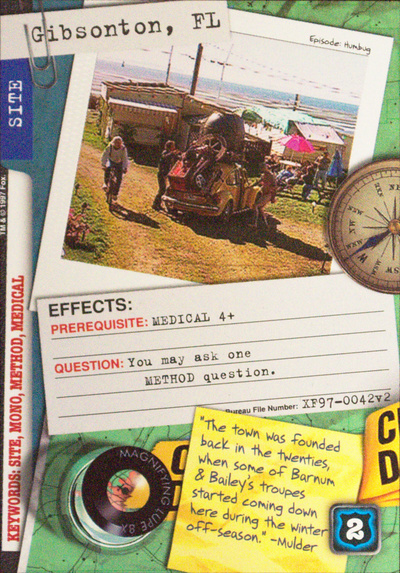 Gibsonton, FL
Episode: Humbug
SITE
TM & © 1997 Fox.
EFFECTS:
PREREQUISITE: MEDICAL 4+
QUESTION: You may ask one
METHOD question.
Bureau File Number: XF97-0042v2
KEYWORDS: SITE, MONO, METHOD, MEDICAL
MAGNIFYING LUPE 8X
"The town was founded
back in the twenties,
when some of Barnum
& Bailey's troupes
started coming down
here during the winter
off-season." -Mulder
2